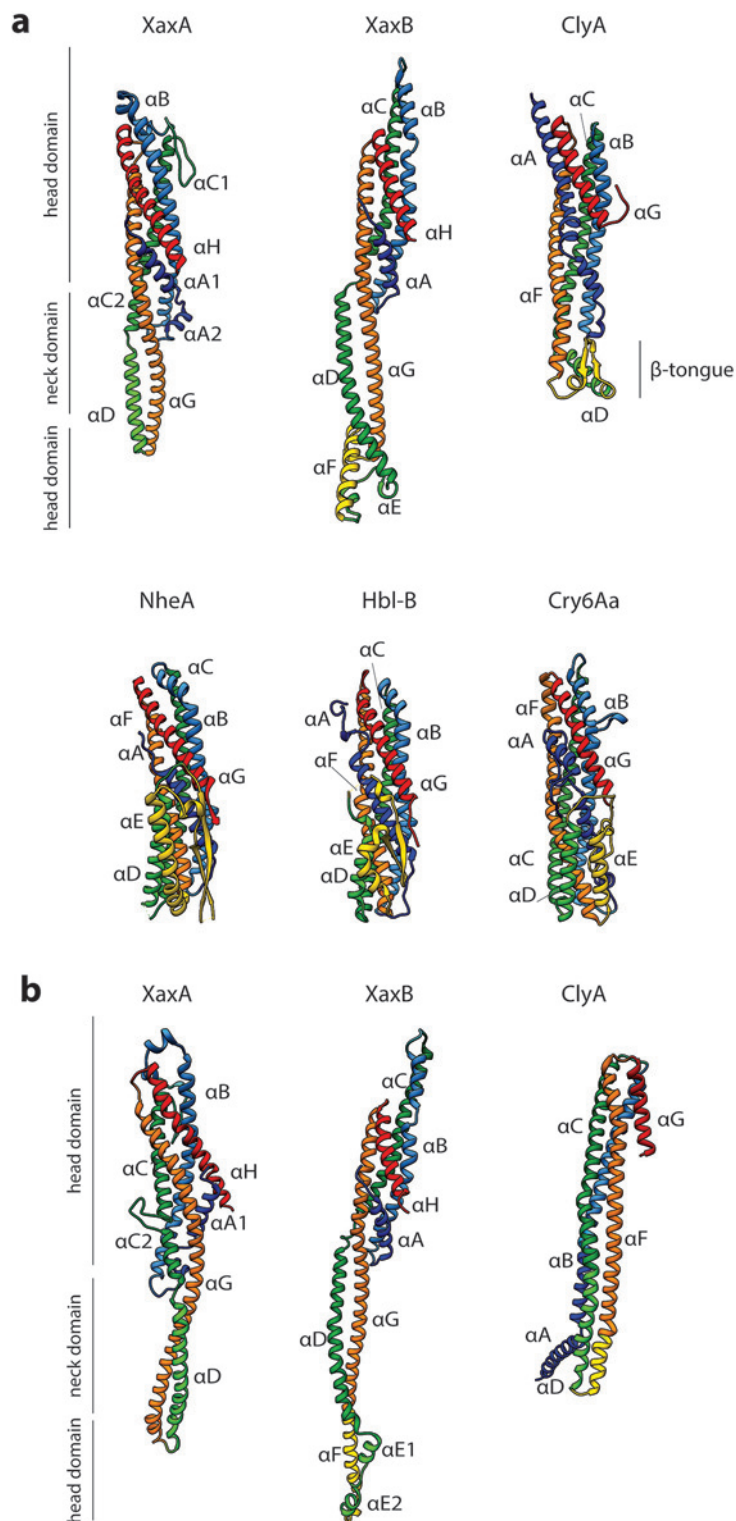 a
XaxA
XaxB
ClyA
head domain
neck domain
head domain
αB
αC1
αH
αA1
αC2
αA2
αD
αG
αC
αB
αH
αA
αD
αG
αF
αE
αC
αB
αA
αG
αF
β-tongue
αD
NheA
Hbl-B
Cry6Aa
αC
αF
αB
αA
αG
αE
αD
αC
αA
αB
αF
αG
αE
αD
αF
αB
αA
αG
αC
αE
αD
b
XaxA
XaxB
ClyA
head domain
neck domain
head domain
αB
αC
αH
αA1
αC2
αG
αD
αC
αB
αH
αA
αD
αG
αF
αE1
αE2
αC
αG
αB
αF
αA
αD